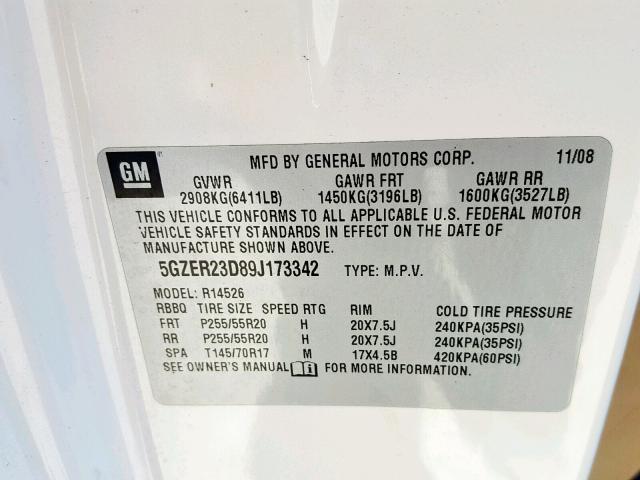 GM
MFD BY GENERAL MOTORS CORP. 11/08
GVWR GAWR FRT GAWR RR
2908KG(6411LB) 1450KG(3196LB) 1600KG(3527LB)
THIS VEHICLE CONFORMS TO ALL APPLICABLE U.S. FEDERAL MOTOR
VEHICLE SAFETY STANDARDS IN EFFECT ON THE DATE OF
MANUFACTURE SHOWN ABOVE.
5GZER23D89J173342 TYPE: M.P.V.
MODEL: R14526
RBBQ TIRE SIZE SPEED RTG RIM COLD TIRE PRESSURE
FRT P255/55R20 H 20X7.5J 240KPA(35PSI)
RR P255/55R20 H 20X7.5J 240KPA(35PSI)
SPA T145/70R17 M 17X4.5B 420KPA(60PSI)
SEE OWNER'S MANUAL FOR MORE INFORMATION.